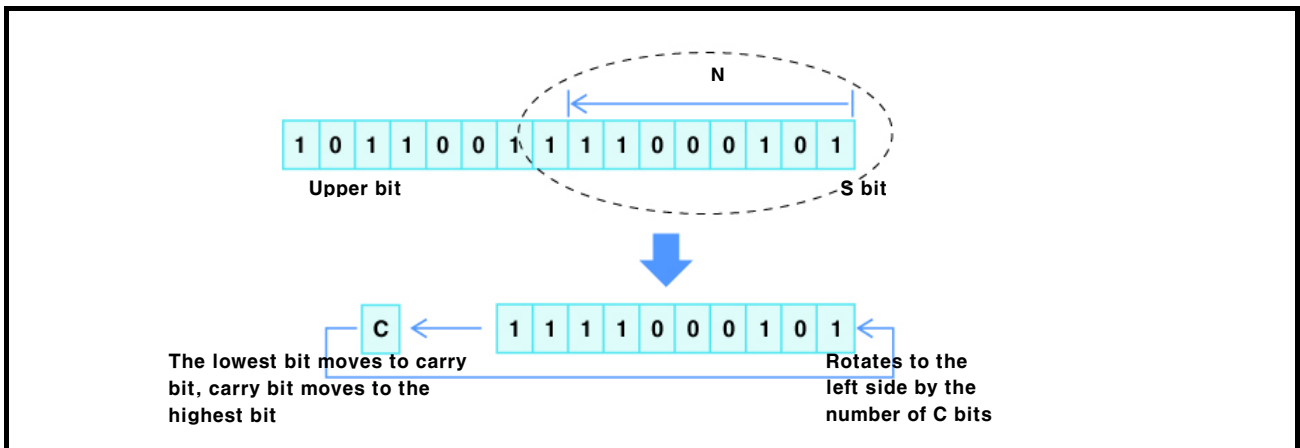 N
1 0 1 1 0 0 1 1 1 1 0 0 0 1 0 1
Upper bit
S bit
C
1 1 1 1 0 0 0 1 0 1
The lowest bit moves to carry
bit, carry bit moves to the
highest bit
Rotates to the
left side by the
number of C bits